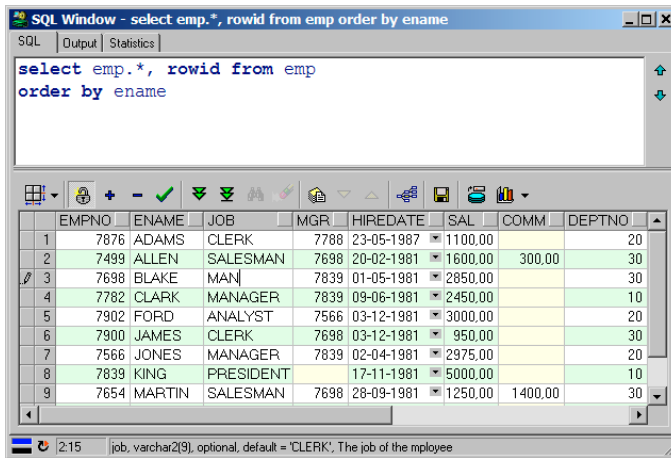 SQL Window - select emp.*, rowid from emp order by ename
SQL Output Statistics
select emp.*, rowid from emp
order by ename
EMPNO ENAME JOB MGR HIREDATE SAL COMM DEPTNO
1 7876 ADAMS CLERK 7788 23-05-1987 1100,00 20
2 7499 ALLEN SALESMAN 7698 20-02-1981 1600,00 300,00 30
3 7698 BLAKE MAN 7839 01-05-1981 2850,00 30
4 7782 CLARK MANAGER 7839 09-06-1981 2450,00 10
5 7902 FORD ANALYST 7566 03-12-1981 3000,00 20
6 7900 JAMES CLERK 7698 03-12-1981 950,00 30
7 7566 JONES MANAGER 7839 02-04-1981 2975,00 20
8 7839 KING PRESIDENT 17-11-1981 5000,00 10
9 7654 MARTIN SALESMAN 7698 28-09-1981 1250,00 1400,00 30
2:15 job, varchar2(9), optional, default = 'CLERK', The job of the mployee